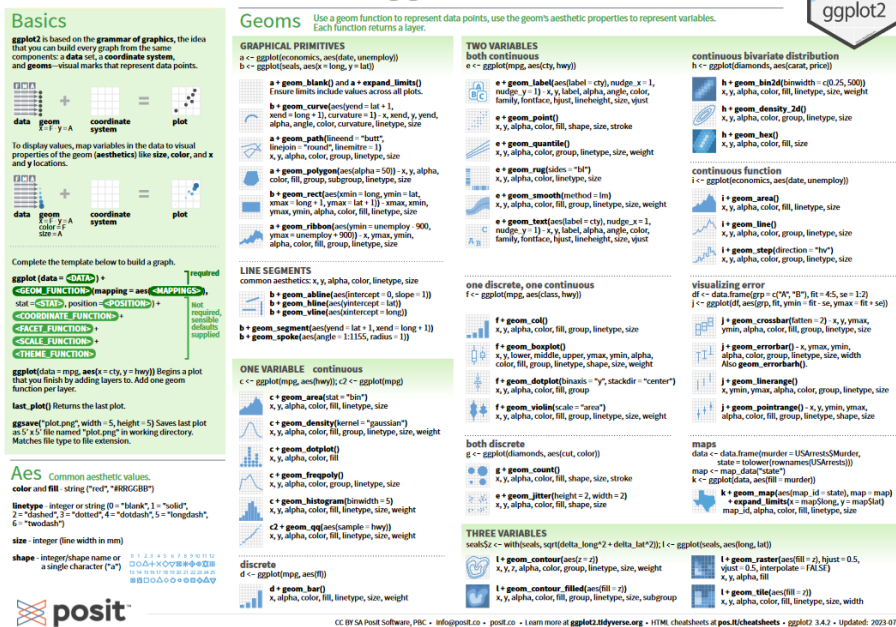 ggplot2
Basics
ggplot2 is based on the grammar of graphics, the idea
that you can build every graph from the same
components: a data set, a coordinate system,
and geoms—visual marks that represent data points.
F M A
data geom coordinate plot
x = F · y = A system
To display values, map variables in the data to visual
properties of the geom (aesthetics) like size, color, and x
and y locations.
F M A
data geom coordinate plot
x = F · y = A system
color = F
size = A
Complete the template below to build a graph.
required
ggplot (data = <DATA>) +
<GEOM_FUNCTION>(mapping = aes(<MAPPINGS>),
stat = <STAT>, position = <POSITION>) +
<COORDINATE_FUNCTION> +
<FACET_FUNCTION> +
<SCALE_FUNCTION> +
<THEME_FUNCTION>
Not
required,
sensible
defaults
supplied
ggplot(data = mpg, aes(x = cty, y = hwy)) Begins a plot
that you finish by adding layers to. Add one geom
function per layer.
last_plot() Returns the last plot.
ggsave("plot.png", width = 5, height = 5) Saves last plot
as 5' x 5' file named "plot.png" in working directory.
Matches file type to file extension.
Aes Common aesthetic values.
color and fill - string ("red", "#RRGGBB")
linetype - integer or string (0 = "blank", 1 = "solid",
2 = "dashed", 3 = "dotted", 4 = "dotdash", 5 = "longdash",
6 = "twodash")
size - integer (line width in mm)
shape - integer/shape name or
a single character ("a")
0 1 2 3 4 5 6 7 8 9 10 11 12
13 14 15 16 17 18 19 20 21 22 23 24 25
posit
Geoms Use a geom function to represent data points, use the geom's aesthetic properties to represent variables.
Each function returns a layer.
GRAPHICAL PRIMITIVES
a <- ggplot(economics, aes(date, unemploy))
b <- ggplot(seals, aes(x = long, y = lat))
a + geom_blank() and a + expand_limits()
Ensure limits include values across all plots.
b + geom_curve(aes(yend = lat + 1,
xend = long + 1), curvature = 1) - x, xend, y, yend,
alpha, angle, color, curvature, linetype, size
a + geom_path(lineend = "butt",
linejoin = "round", linemitre = 1)
x, y, alpha, color, group, linetype, size
a + geom_polygon(aes(alpha = 50)) - x, y, alpha,
color, fill, group, subgroup, linetype, size
b + geom_rect(aes(xmin = long, ymin = lat,
xmax = long + 1, ymax = lat + 1)) - xmax, xmin,
ymax, ymin, alpha, color, fill, linetype, size
a + geom_ribbon(aes(ymin = unemploy - 900,
ymax = unemploy + 900)) - x, ymax, ymin,
alpha, color, fill, group, linetype, size
LINE SEGMENTS
common aesthetics: x, y, alpha, color, linetype, size
b + geom_abline(aes(intercept = 0, slope = 1))
b + geom_hline(aes(yintercept = lat))
b + geom_vline(aes(xintercept = long))
b + geom_segment(aes(yend = lat + 1, xend = long + 1))
b + geom_spoke(aes(angle = 1:1155, radius = 1))
ONE VARIABLE continuous
c <- ggplot(mpg, aes(hwy)); c2 <- ggplot(mpg)
c + geom_area(stat = "bin")
x, y, alpha, color, fill, linetype, size
c + geom_density(kernel = "gaussian")
x, y, alpha, color, fill, group, linetype, size, weight
c + geom_dotplot()
x, y, alpha, color, fill
c + geom_freqpoly()
x, y, alpha, color, group, linetype, size
c + geom_histogram(binwidth = 5)
x, y, alpha, color, fill, linetype, size, weight
c2 + geom_qq(aes(sample = hwy))
x, y, alpha, color, fill, linetype, size, weight
discrete
d <- ggplot(mpg, aes(fl))
d + geom_bar()
x, alpha, color, fill, linetype, size, weight
TWO VARIABLES
both continuous
e <- ggplot(mpg, aes(cty, hwy))
e + geom_label(aes(label = cty), nudge_x = 1,
nudge_y = 1) - x, y, label, alpha, angle, color,
family, fontface, hjust, lineheight, size, vjust
e + geom_point()
x, y, alpha, color, fill, shape, size, stroke
e + geom_quantile()
x, y, alpha, color, group, linetype, size, weight
e + geom_rug(sides = "bl")
x, y, alpha, color, linetype, size
e + geom_smooth(method = lm)
x, y, alpha, color, fill, group, linetype, size, weight
e + geom_text(aes(label = cty), nudge_x = 1,
nudge_y = 1) - x, y, label, alpha, angle, color,
family, fontface, hjust, lineheight, size, vjust
one discrete, one continuous
f <- ggplot(mpg, aes(class, hwy))
f + geom_col()
x, y, alpha, color, fill, group, linetype, size
f + geom_boxplot()
x, y, lower, middle, upper, ymax, ymin, alpha,
color, fill, group, linetype, shape, size, weight
f + geom_dotplot(binaxis = "y", stackdir = "center")
x, y, alpha, color, fill, group
f + geom_violin(scale = "area")
x, y, alpha, color, fill, group, linetype, size, weight
both discrete
g <- ggplot(diamonds, aes(cut, color))
g + geom_count()
x, y, alpha, color, fill, shape, size, stroke
e + geom_jitter(height = 2, width = 2)
x, y, alpha, color, fill, shape, size
continuous bivariate distribution
h <- ggplot(diamonds, aes(carat, price))
h + geom_bin2d(binwidth = c(0.25, 500))
x, y, alpha, color, fill, linetype, size, weight
h + geom_density_2d()
x, y, alpha, color, group, linetype, size
h + geom_hex()
x, y, alpha, color, fill, size
continuous function
i <- ggplot(economics, aes(date, unemploy))
i + geom_area()
x, y, alpha, color, fill, linetype, size
i + geom_line()
x, y, alpha, color, group, linetype, size
i + geom_step(direction = "hv")
x, y, alpha, color, group, linetype, size
visualizing error
df <- data.frame(grp = c("A", "B"), fit = 4:5, se = 1:2)
j <- ggplot(df, aes(grp, fit, ymin = fit - se, ymax = fit + se))
j + geom_crossbar(fatten = 2) - x, y, ymax,
ymin, alpha, color, fill, group, linetype, size
j + geom_errorbar() - x, ymax, ymin,
alpha, color, group, linetype, size, width
Also geom_errorbarh().
j + geom_linerange()
x, ymin, ymax, alpha, color, group, linetype, size
j + geom_pointrange() - x, y, ymin, ymax,
alpha, color, fill, group, linetype, shape, size
maps
data <- data.frame(murder = USArrests$Murder,
state = tolower(rownames(USArrests)))
map <- map_data("state")
k <- ggplot(data, aes(fill = murder))
k + geom_map(aes(map_id = state), map = map)
+ expand_limits(x = map$long, y = map$lat)
map_id, alpha, color, fill, linetype, size
THREE VARIABLES
seals$z <- with(seals, sqrt(delta_long^2 + delta_lat^2)); l <- ggplot(seals, aes(long, lat))
l + geom_contour(aes(z = z))
x, y, z, alpha, color, group, linetype, size, weight
l + geom_contour_filled(aes(fill = z))
x, y, alpha, color, fill, group, linetype, size, subgroup
l + geom_raster(aes(fill = z), hjust = 0.5,
vjust = 0.5, interpolate = FALSE)
x, y, alpha, fill
l + geom_tile(aes(fill = z))
x, y, alpha, color, fill, linetype, size, width
CC BY SA Posit Software, PBC • info@posit.co • posit.co • Learn more at ggplot2.tidyverse.org • HTML cheatsheets at pos.it/cheatsheets • ggplot2 3.4.2 • Updated: 2023-07